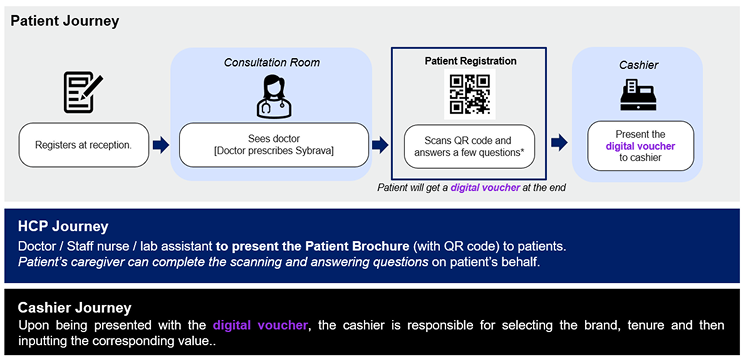 Patient Journey
Consultation Room
Patient Registration
Cashier
Registers at reception.
Sees doctor
[Doctor prescribes Sybrava]
Scans QR code and
answers a few questions*
Present the
digital voucher
to cashier
Patient will get a digital voucher at the end
HCP Journey
Doctor / Staff nurse / lab assistant to present the Patient Brochure (with QR code) to patients.
Patient's caregiver can complete the scanning and answering questions on patient's behalf.
Cashier Journey
Upon being presented with the digital voucher, the cashier is responsible for selecting the brand, tenure and then
inputting the corresponding value..